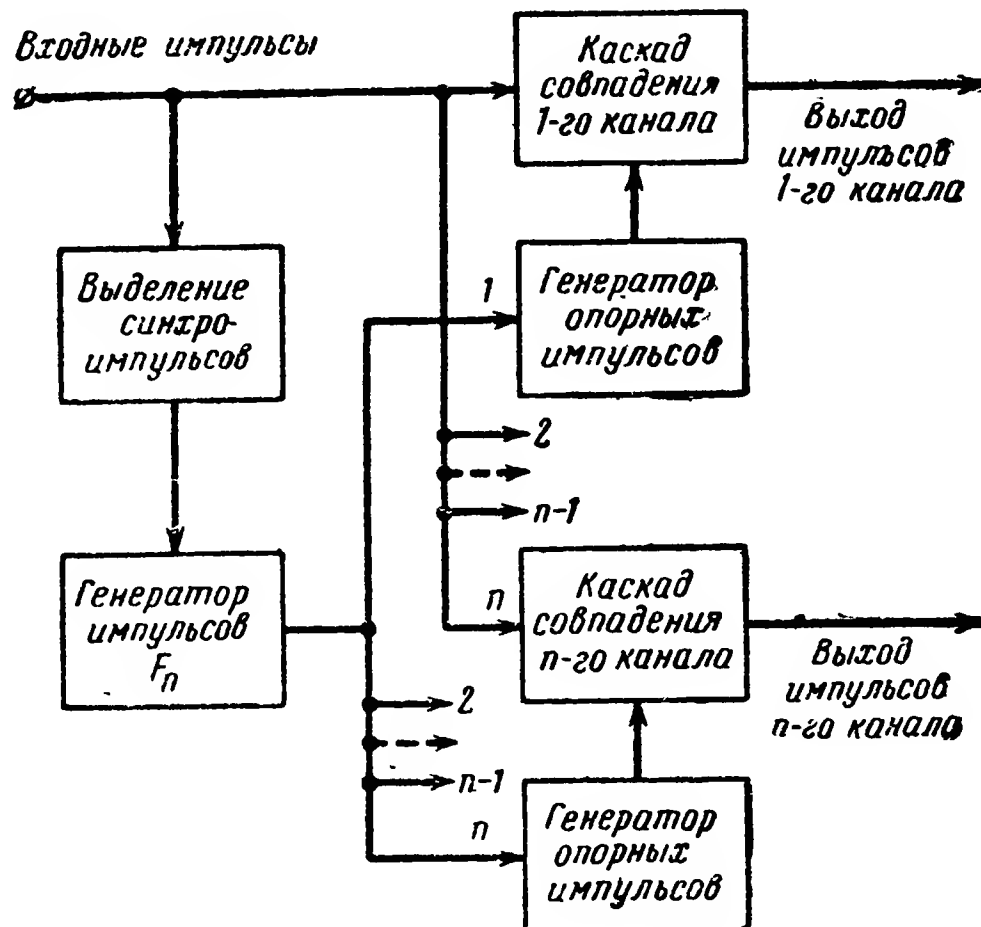 Входные импульсы
Каскад
совпадения
1-го канала
Выход
импульсов
1-го канала
Выделение
синхро-
импульсов
1
Генератор
опорных
импульсов
2
n-1
Генератор
импульсов
Fn
n
Каскад
совпадения
n-го канала
Выход
импульсов
n-го канала
2
n-1
n
Генератор
опорных
импульсов